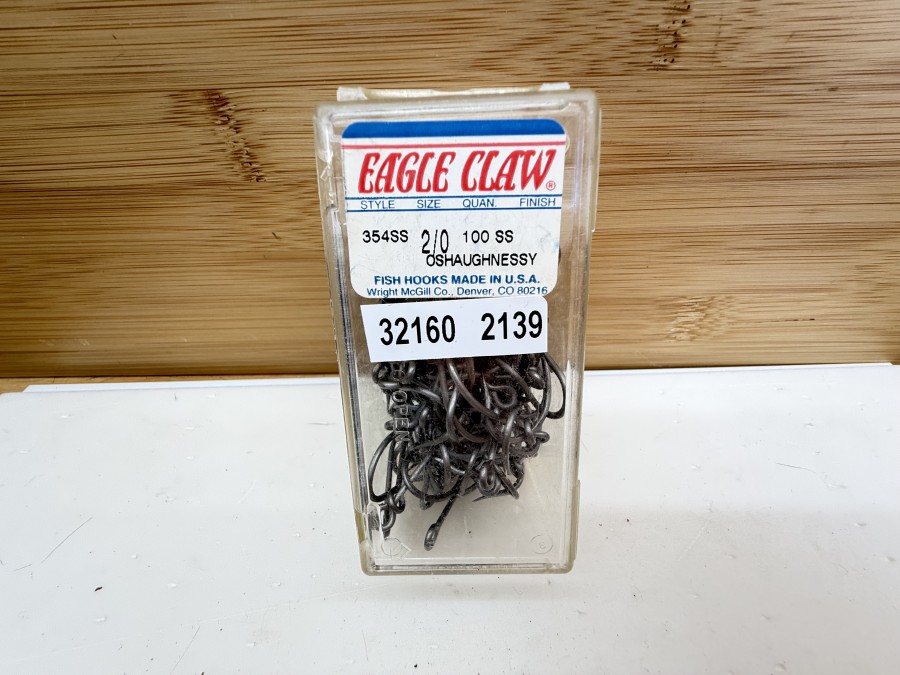 EAGLE CLAW®
STYLE SIZE QUAN. FINISH
354SS 2/0 100 SS
OSHAUGHNESSY
FISH HOOKS MADE IN U.S.A.
Wright McGill Co., Denver, CO 80216
32160 2139
OPEN